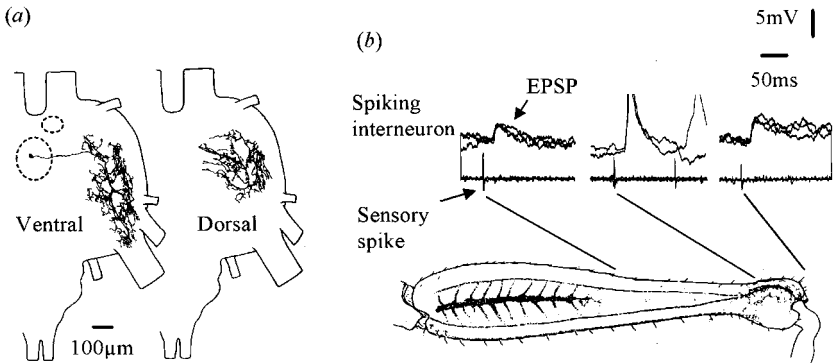 (a)
Ventral
Dorsal
100µm
(b)
5mV
50ms
EPSP
Spiking
interneuron
Sensory
spike